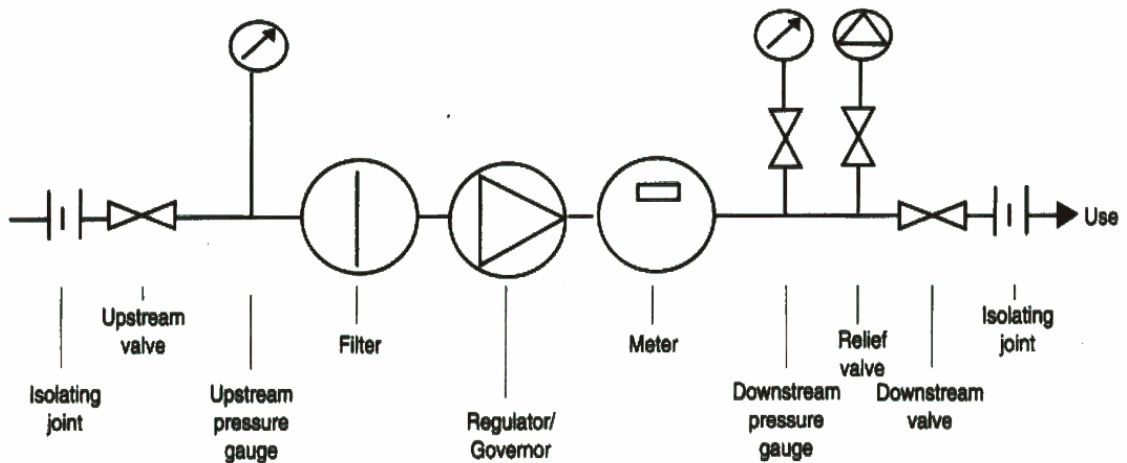 Use
Isolating
joint
Upstream
valve
Upstream
pressure
gauge
Filter
Regulator/
Governor
Meter
Downstream
pressure
gauge
Relief
valve
Downstream
valve
Isolating
joint